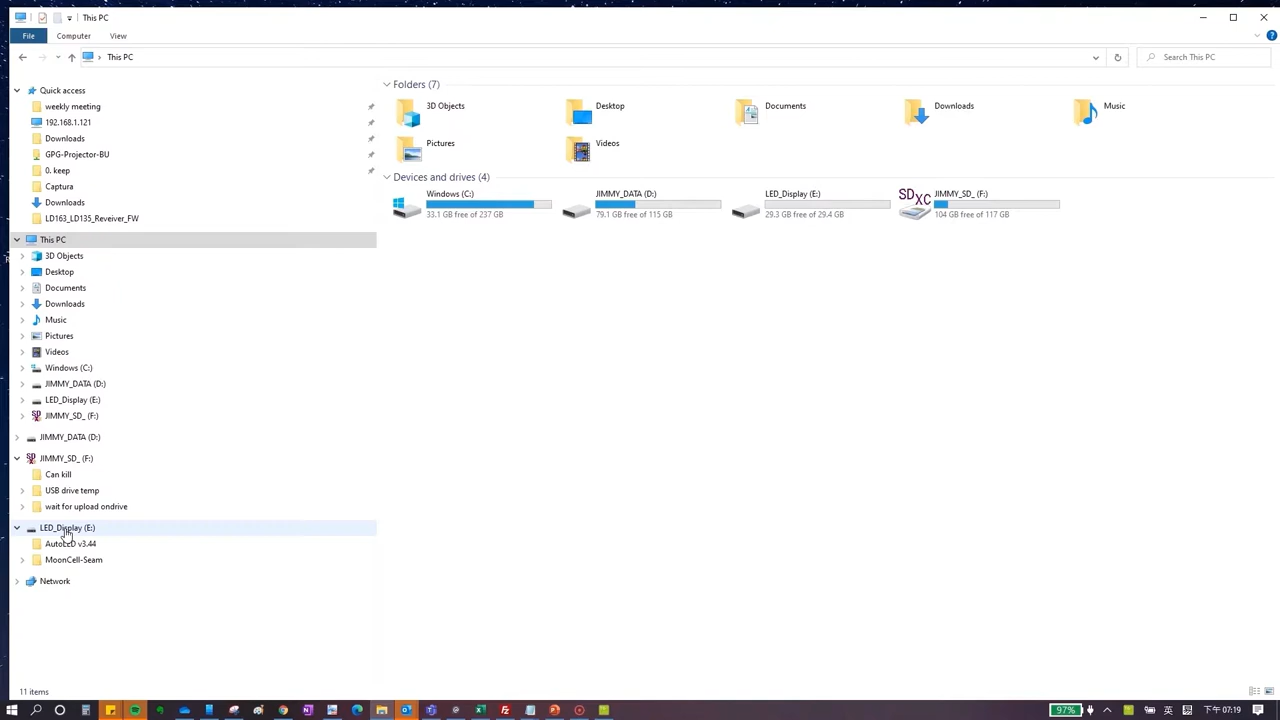 This PC
File
Computer
View
This PC
Search This PC
Quick access
weekly meeting
192.168.1.121
Downloads
GPG-Projector-BU
0. keep
Captura
Downloads
LD163_LD135_Reveiver_FW
This PC
3D Objects
Desktop
Documents
Downloads
Music
Pictures
Videos
Windows (C:)
JIMMY_DATA (D:)
LED_Display (E:)
JIMMY_SD_ (F:)
JIMMY_DATA (D:)
JIMMY_SD_ (F:)
Can kill
USB drive temp
wait for upload ondrive
LED_Display (E:)
AutoLED v3.44
MoonCell-Seam
Network
Folders (7)
3D Objects
Desktop
Documents
Downloads
Music
Pictures
Videos
Devices and drives (4)
Windows (C:)
33.1 GB free of 237 GB
JIMMY_DATA (D:)
79.1 GB free of 115 GB
LED_Display (E:)
29.3 GB free of 29.4 GB
SDXC
JIMMY_SD_ (F:)
104 GB free of 117 GB
11 items
97%
英
下午 07:19